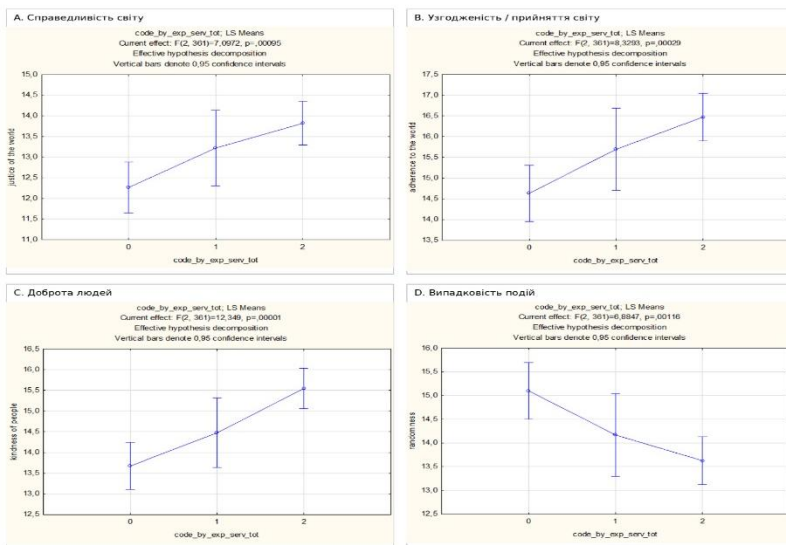 A. Справедливість світу
code_by_exp_serv_tot; LS Means
Current effect: F(2, 361)=7,0972, p=,00095
Effective hypothesis decomposition
Vertical bars denote 0,95 confidence intervals
15,0
14,5
14,0
13,5
13,0
12,5
12,0
11,5
11,0
justice of the world
0 1 2
code_by_exp_serv_tot
B. Узгодженість / прийняття світу
code_by_exp_serv_tot; LS Means
Current effect: F(2, 361)=8,3293, p=,00029
Effective hypothesis decomposition
Vertical bars denote 0,95 confidence intervals
17,5
17,0
16,5
16,0
15,5
15,0
14,5
14,0
13,5
adherence to the world
0 1 2
code_by_exp_serv_tot
C. Доброта людей
code_by_exp_serv_tot; LS Means
Current effect: F(2, 361)=12,349, p=,00001
Effective hypothesis decomposition
Vertical bars denote 0,95 confidence intervals
16,5
16,0
15,5
15,0
14,5
14,0
13,5
13,0
12,5
kindness of people
0 1 2
code_by_exp_serv_tot
D. Випадковість подій
code_by_exp_serv_tot; LS Means
Current effect: F(2, 361)=6,8847, p=,00116
Effective hypothesis decomposition
Vertical bars denote 0,95 confidence intervals
16,0
15,5
15,0
14,5
14,0
13,5
13,0
12,5
randomness
0 1 2
code_by_exp_serv_tot